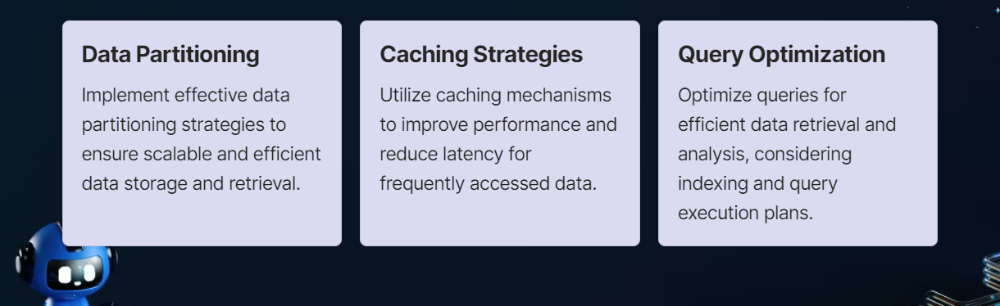 Data Partitioning
Implement effective data
partitioning strategies to
ensure scalable and efficient
data storage and retrieval.
Caching Strategies
Utilize caching mechanisms
to improve performance and
reduce latency for
frequently accessed data.
Query Optimization
Optimize queries for
efficient data retrieval and
analysis, considering
indexing and query
execution plans.